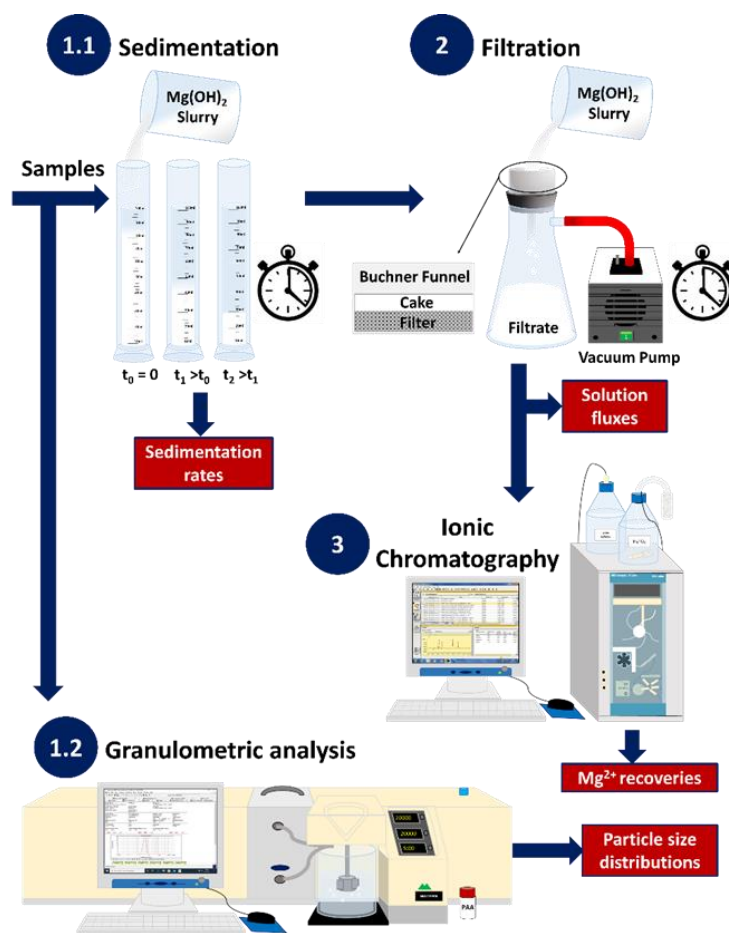 1.1 Sedimentation
Mg(OH)₂
Slurry
Samples
t₀ = 0 t₁ >t₀ t₂ >t₁
Sedimentation
rates
2 Filtration
Mg(OH)₂
Slurry
Buchner Funnel
Cake
Filter
Filtrate
Vacuum Pump
Solution
fluxes
3 Ionic
Chromatography
Mg²⁺ recoveries
1.2 Granulometric analysis
20000
20000
PAA
Particle size
distributions